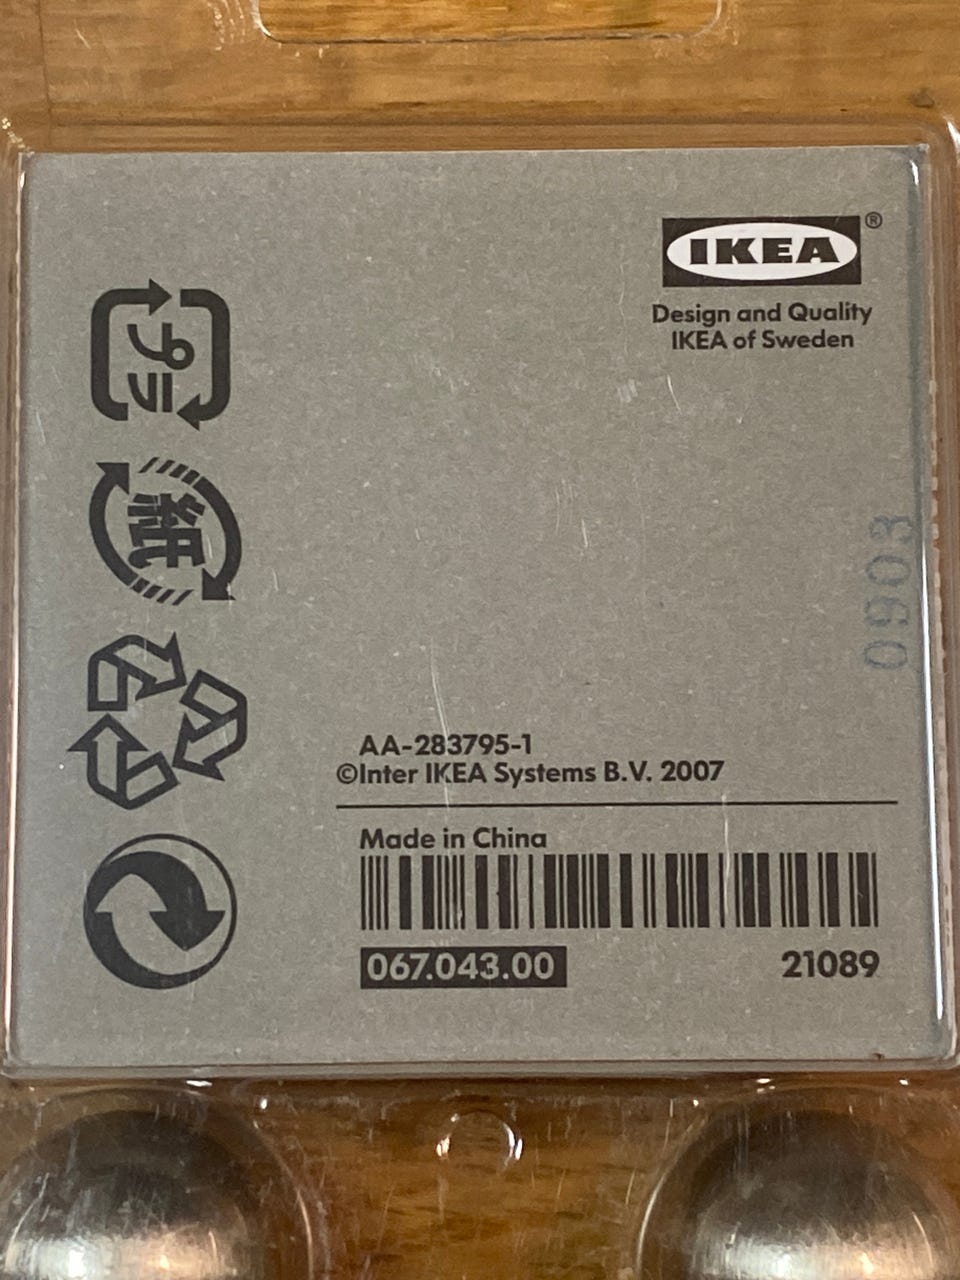 IKEA®
Design and Quality
IKEA of Sweden
プラ
紙
0903
AA-283795-1
©Inter IKEA Systems B.V. 2007
Made in China
067.043.00
21089